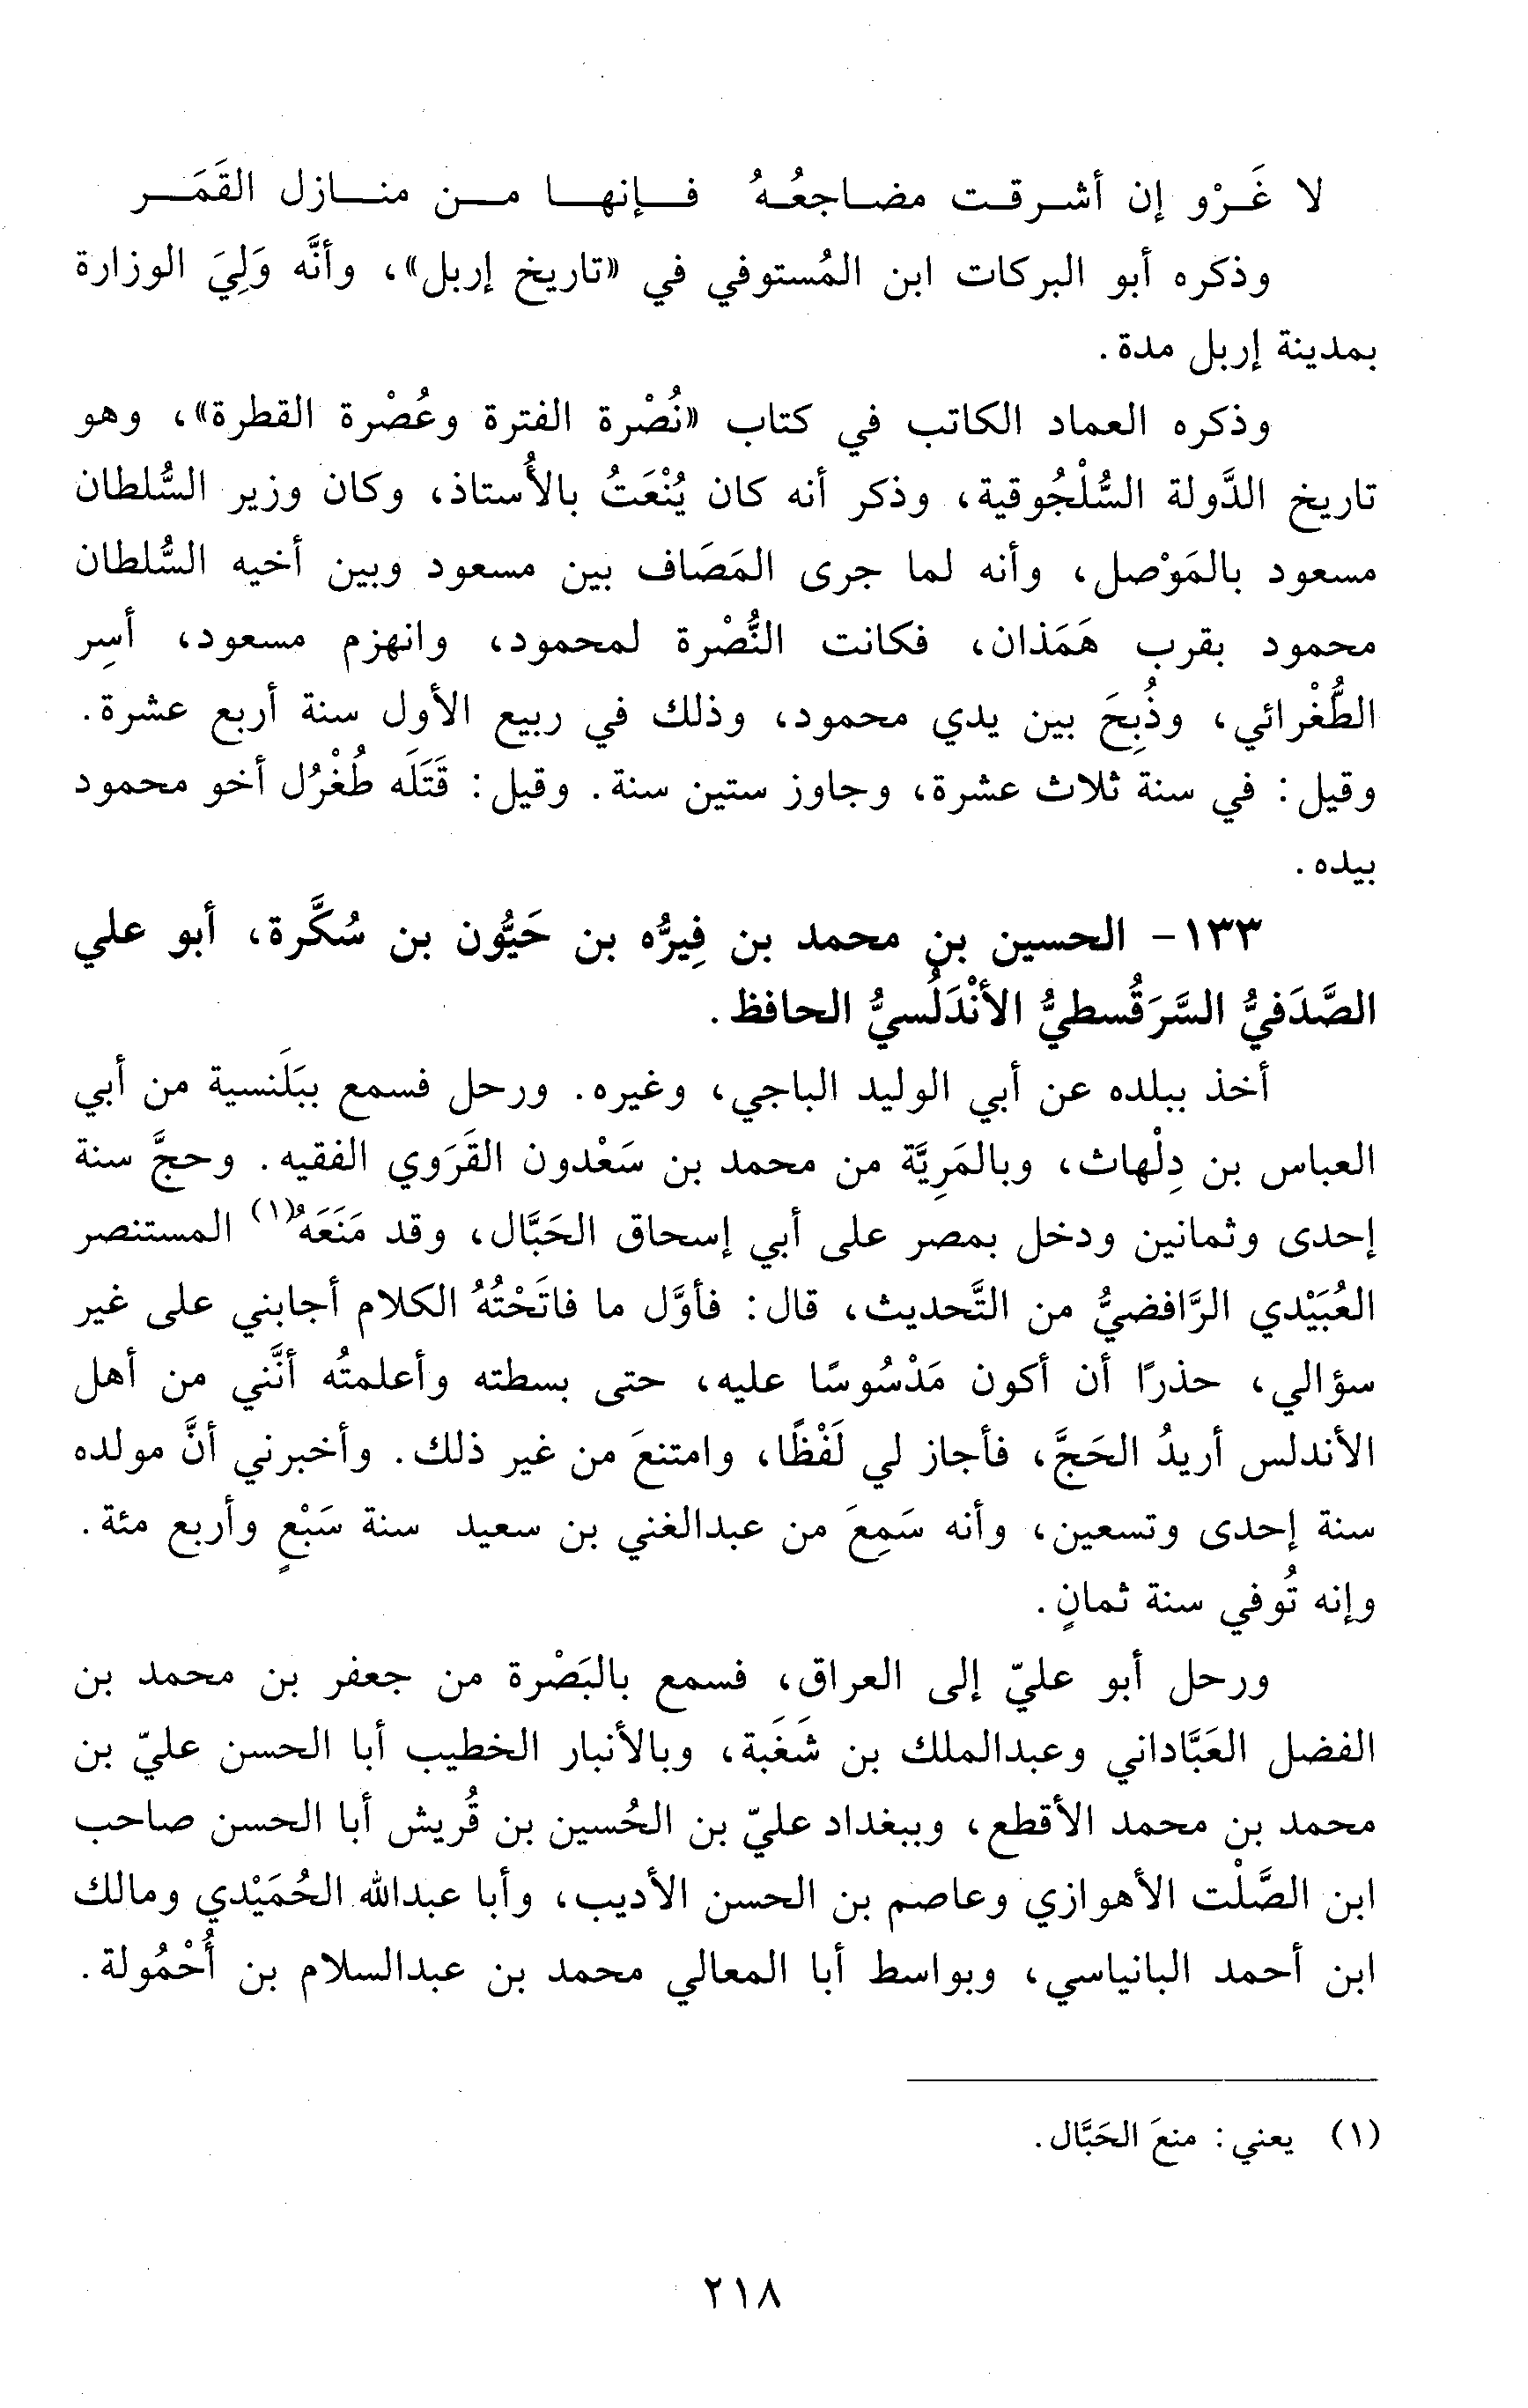 لا غَرْو إن أشرقت مضاجعُهُ فإنها من منازل القَمَر
وذكره أبو البركات ابن المُستوفي في «تاريخ إربل»، وأنَّه وَلِيَ الوزارة
بمدينة إربل مدة.
وذكره العماد الكاتب في كتاب «نُصْرة الفترة وعُصْرة القطرة»، وهو
تاريخ الدَّولة السُّلْجُوقية، وذكر أنه كان يُنْعَتُ بالأُستاذ، وكان وزير السُّلطان
مسعود بالمَوْصل، وأنه لما جرى المَصَاف بين مسعود وبين أخيه السُّلطان
محمود بقرب هَمَذان، فكانت النُّصْرة لمحمود، وانهزم مسعود، أسِر
الطُّغْرائي، وذُبِحَ بين يدي محمود، وذلك في ربيع الأول سنة أربع عشرة.
وقيل: في سنة ثلاث عشرة، وجاوز ستين سنة. وقيل: قَتَلَه طُغْرُل أخو محمود
بيده.
١٣٣- الحسين بن محمد بن فِيرُّه بن حَيُّون بن سُكَّرة، أبو علي
الصَّدَفيُّ السَّرَقُسطيُّ الأنْدَلُسيُّ الحافظ.
أخذ ببلده عن أبي الوليد الباجي، وغيره. ورحل فسمع ببَلَنسية من أبي
العباس بن دِلْهاث، وبالمَرِيَّة من محمد بن سَعْدون القَرَوي الفقيه. وحجَّ سنة
إحدى وثمانين ودخل بمصر على أبي إسحاق الحَبَّال، وقد مَنَعَهُ(١) المستنصر
العُبَيْدي الرَّافضيُّ من التَّحديث، قال: فأوَّل ما فاتَحْتُهُ الكلام أجابني على غير
سؤالي، حذرًا أن أكون مَدْسُوسًا عليه، حتى بسطته وأعلمتُه أنَّني من أهل
الأندلس أريدُ الحَجَّ، فأجاز لي لَفْظًا، وامتنعَ من غير ذلك. وأخبرني أنَّ مولده
سنة إحدى وتسعين، وأنه سَمِعَ من عبدالغني بن سعيد سنة سَبْعٍ وأربع مئة.
وإنه تُوفي سنة ثمانٍ.
ورحل أبو عليّ إلى العراق، فسمع بالبَصْرة من جعفر بن محمد بن
الفضل العَبَّاداني وعبدالملك بن شَغَبة، وبالأنبار الخطيب أبا الحسن عليّ بن
محمد بن محمد الأقطع، وببغداد عليّ بن الحُسين بن قُريش أبا الحسن صاحب
ابن الصَّلْت الأهوازي وعاصم بن الحسن الأديب، وأبا عبدالله الحُمَيْدي ومالك
ابن أحمد البانياسي، وبواسط أبا المعالي محمد بن عبدالسلام بن أُحْمُولة.
(١) يعني: منعَ الحَبَّال.
٢١٨